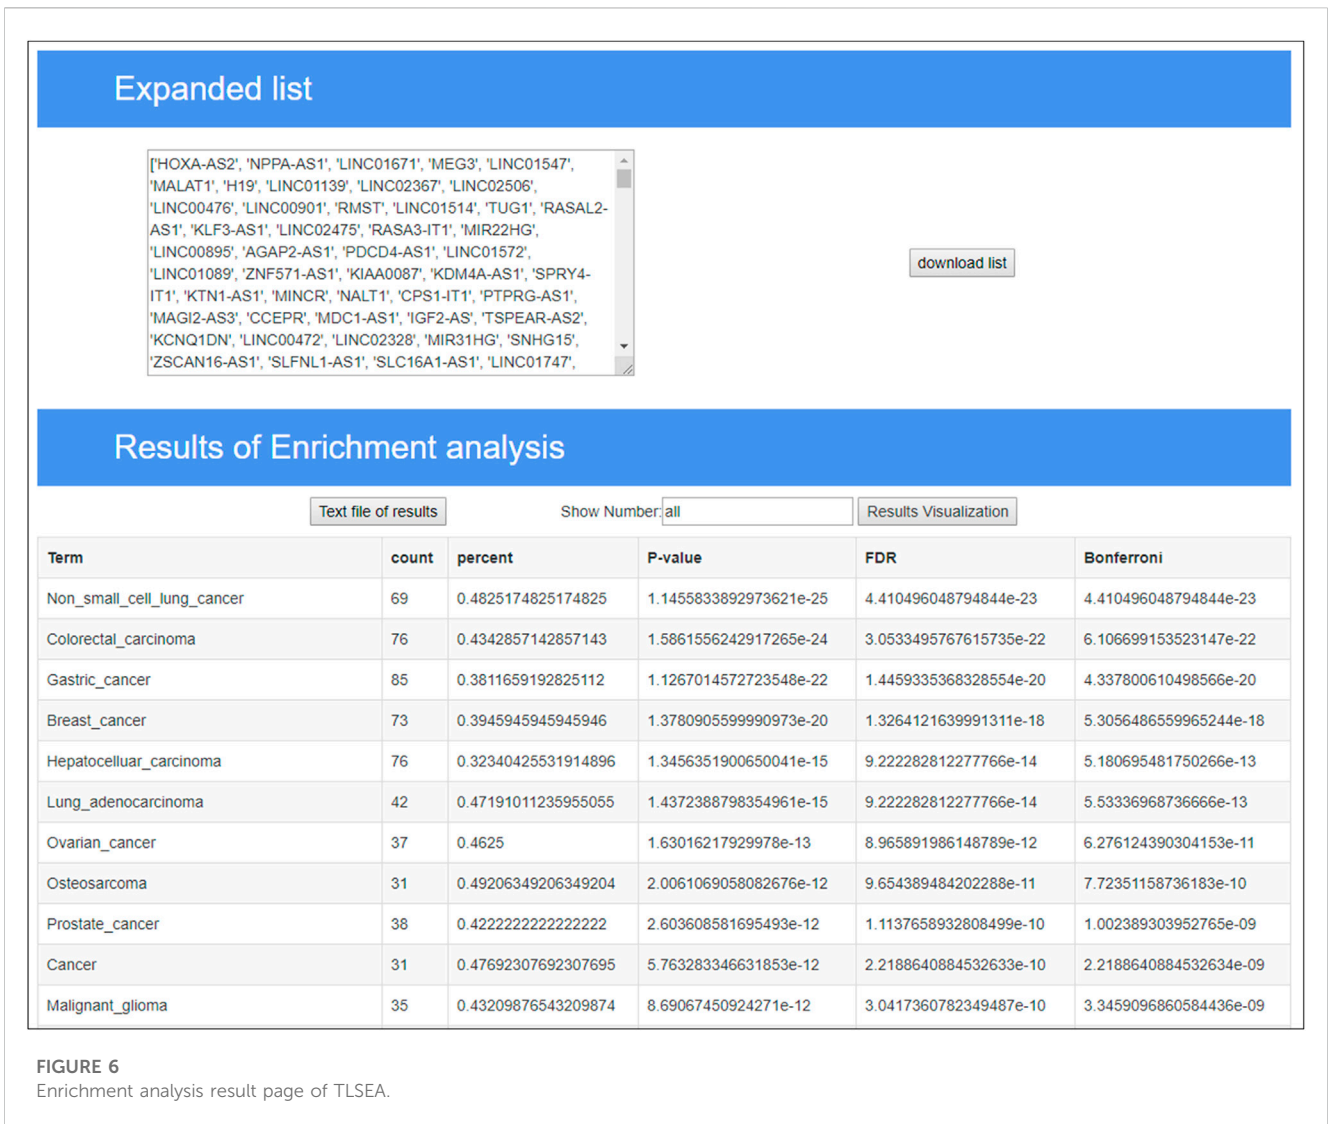 Expanded list
['HOXA-AS2', 'NPPA-AS1', 'LINC01671', 'MEG3', 'LINC01547',
'MALAT1', 'H19', 'LINC01139', 'LINC02367', 'LINC02506',
'LINC00476', 'LINC00901', 'RMST', 'LINC01514', 'TUG1', 'RASAL2-
AS1', 'KLF3-AS1', 'LINC02475', 'RASA3-IT1', 'MIR22HG',
'LINC00895', 'AGAP2-AS1', 'PDCD4-AS1', 'LINC01572',
'LINC01089', 'ZNF571-AS1', 'KIAA0087', 'KDM4A-AS1', 'SPRY4-
IT1', 'KTN1-AS1', 'MINCR', 'NALT1', 'CPS1-IT1', 'PTPRG-AS1',
'MAGI2-AS3', 'CCEPR', 'MDC1-AS1', 'IGF2-AS', 'TSPEAR-AS2',
'KCNQ1DN', 'LINC00472', 'LINC02328', 'MIR31HG', 'SNHG15',
'ZSCAN16-AS1', 'SLFNL1-AS1', 'SLC16A1-AS1', 'LINC01747',
download list
Results of Enrichment analysis
Text file of results Show Number: all Results Visualization
Term count percent P-value FDR Bonferroni
Non_small_cell_lung_cancer 69 0.4825174825174825 1.1455833892973621e-25 4.410496048794844e-23 4.410496048794844e-23
Colorectal_carcinoma 76 0.4342857142857143 1.5861556242917265e-24 3.0533495767615735e-22 6.106699153523147e-22
Gastric_cancer 85 0.3811659192825112 1.1267014572723548e-22 1.4459335368328554e-20 4.337800610498566e-20
Breast_cancer 73 0.3945945945945946 1.3780905599990973e-20 1.3264121639991311e-18 5.3056486559965244e-18
Hepatocelluar_carcinoma 76 0.32340425531914896 1.3456351900650041e-15 9.222282812277766e-14 5.180695481750266e-13
Lung_adenocarcinoma 42 0.47191011235955055 1.4372388798354961e-15 9.222282812277766e-14 5.53336968736666e-13
Ovarian_cancer 37 0.4625 1.63016217929978e-13 8.965891986148789e-12 6.276124390304153e-11
Osteosarcoma 31 0.49206349206349204 2.0061069058082676e-12 9.654389484202288e-11 7.72351158736183e-10
Prostate_cancer 38 0.4222222222222222 2.603608581695493e-12 1.1137658932808499e-10 1.002389303952765e-09
Cancer 31 0.47692307692307695 5.763283346631853e-12 2.2188640884532633e-10 2.2188640884532634e-09
Malignant_glioma 35 0.43209876543209874 8.69067450924271e-12 3.0417360782349487e-10 3.3459096860584436e-09
FIGURE 6
Enrichment analysis result page of TLSEA.